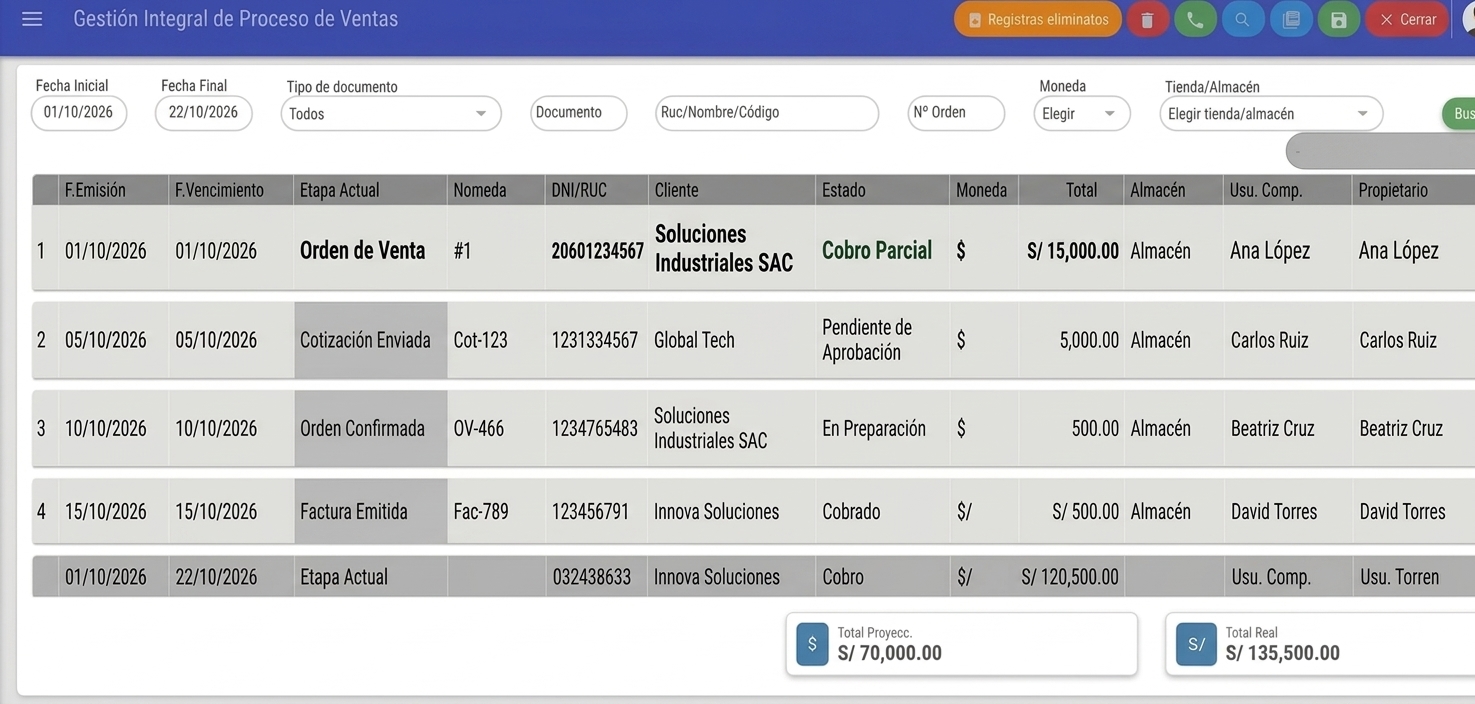 Gestión Integral de Proceso de Ventas
Registras eliminatos
Cerrar
Fecha Inicial
01/10/2026
Fecha Final
22/10/2026
Tipo de documento
Todos
Documento
Ruc/Nombre/Código
Nº Orden
Moneda
Elegir
Tienda/Almacén
Elegir tienda/almacén
Bus
F.Emisión F.Vencimiento Etapa Actual Nomeda DNI/RUC Cliente Estado Moneda Total Almacén Usu. Comp. Propietario
1 01/10/2026 01/10/2026 Orden de Venta #1 20601234567 Soluciones Industriales SAC Cobro Parcial $ S/ 15,000.00 Almacén Ana López Ana López
2 05/10/2026 05/10/2026 Cotización Enviada Cot-123 1231334567 Global Tech Pendiente de Aprobación $ 5,000.00 Almacén Carlos Ruiz Carlos Ruiz
3 10/10/2026 10/10/2026 Orden Confirmada OV-466 1234765483 Soluciones Industriales SAC En Preparación $ 500.00 Almacén Beatriz Cruz Beatriz Cruz
4 15/10/2026 15/10/2026 Factura Emitida Fac-789 123456791 Innova Soluciones Cobrado $/ S/ 500.00 Almacén David Torres David Torres
01/10/2026 22/10/2026 Etapa Actual 032438633 Innova Soluciones Cobro $/ S/ 120,500.00 Usu. Comp. Usu. Torren
$
Total Proyecc.
S/ 70,000.00
S/
Total Real
S/ 135,500.00